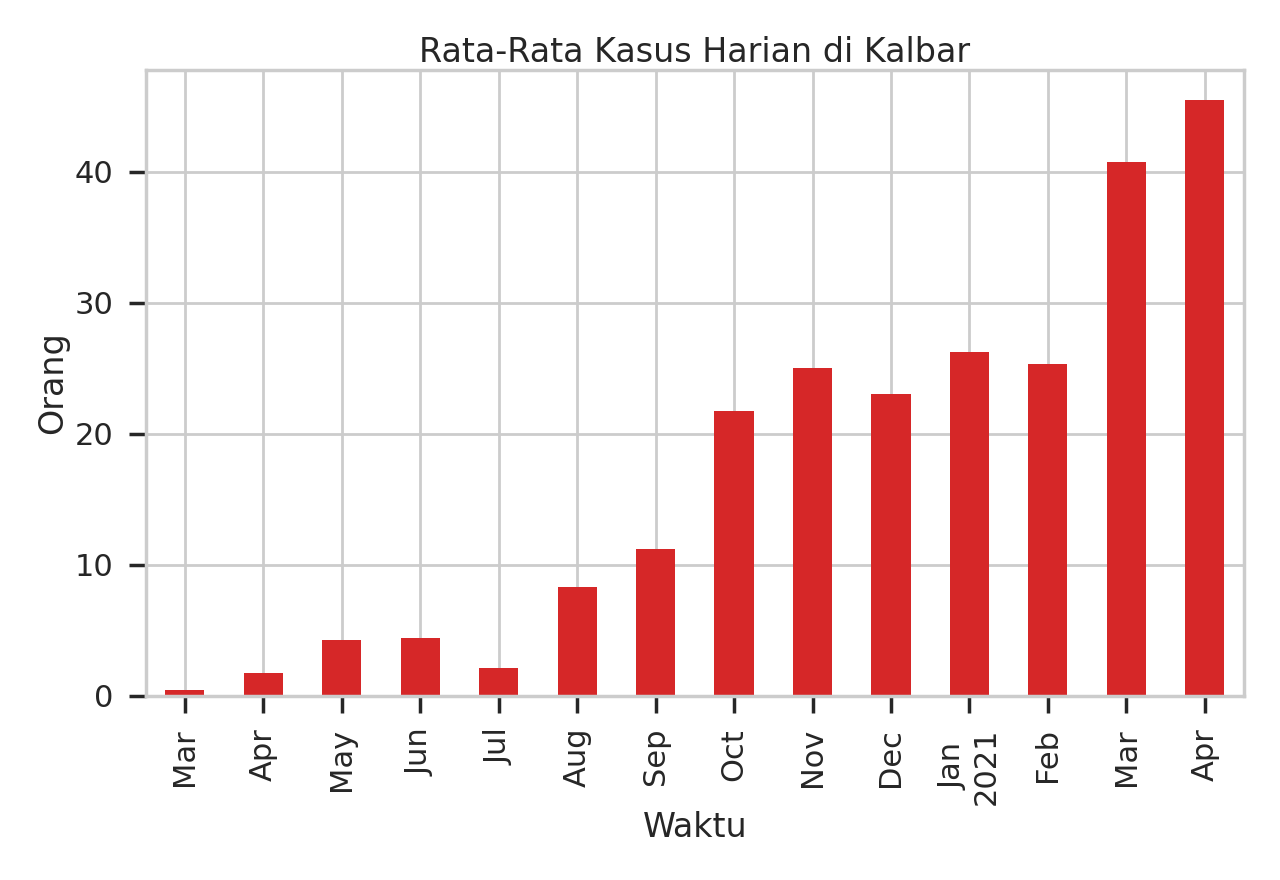 Rata-Rata Kasus Harian di Kalbar
Orang
40
30
20
10
0
Mar
Apr
May
Jun
Jul
Aug
Sep
Oct
Nov
Dec
Jan
2021
Feb
Mar
Apr
Waktu